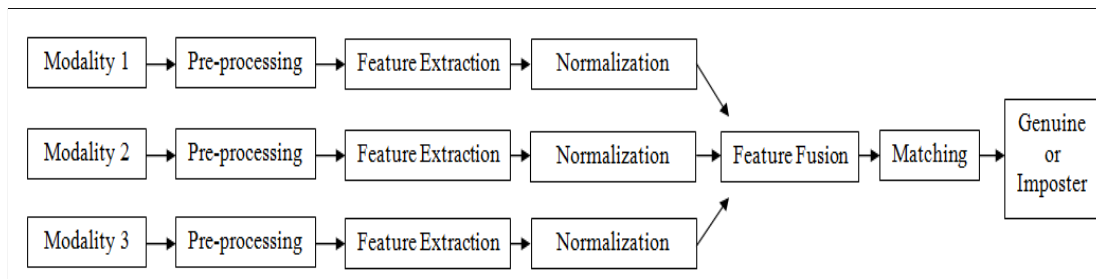 Modality 1
Pre-processing
Feature Extraction
Normalization
Modality 2
Pre-processing
Feature Extraction
Normalization
Feature Fusion
Matching
Genuine
or
Imposter
Modality 3
Pre-processing
Feature Extraction
Normalization